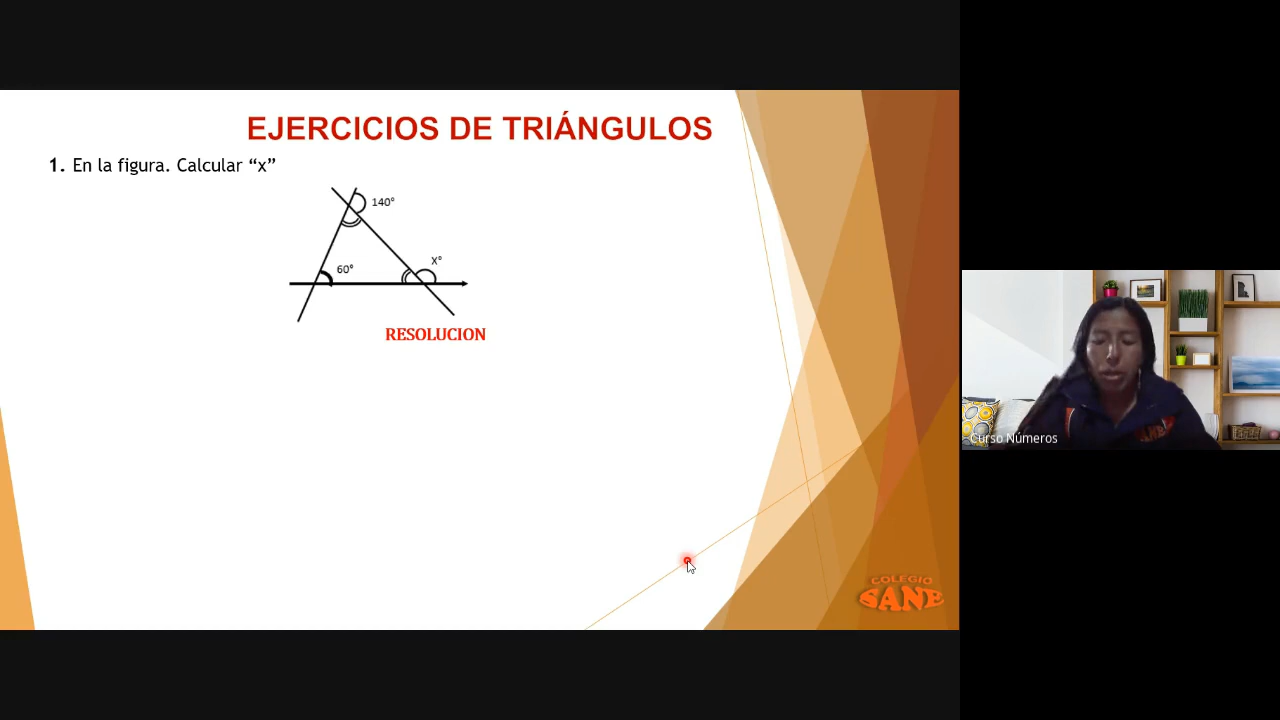 EJERCICIOS DE TRIÁNGULOS
1. En la figura. Calcular “x”
140°
60°
X°
RESOLUCION
Curso Números
COLEGIO
SANE